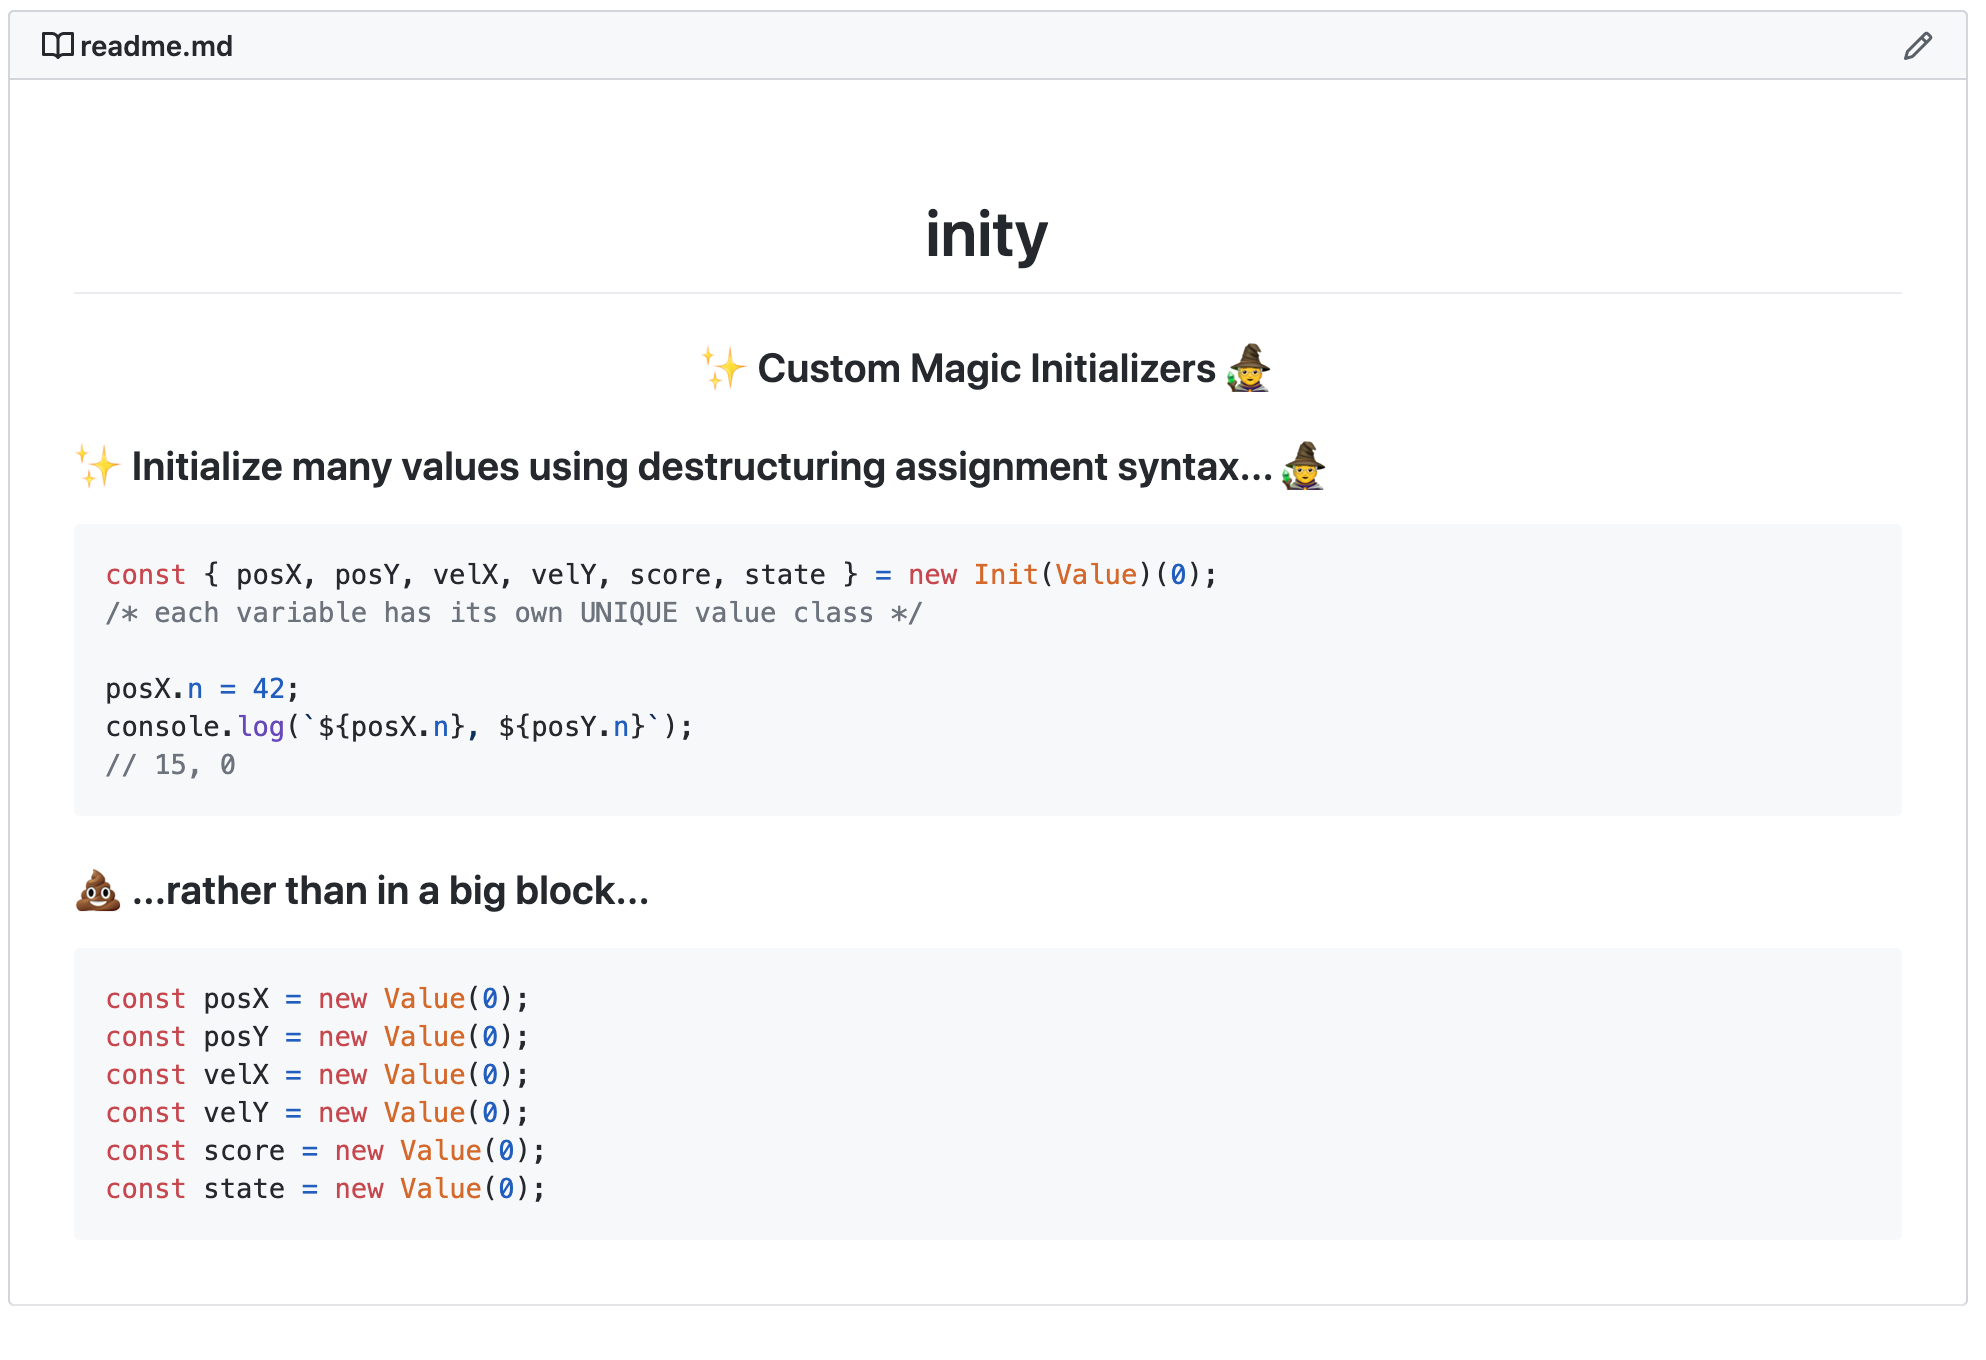 readme.md
inity
✨ Custom Magic Initializers 🧙
✨ Initialize many values using destructuring assignment syntax... 🧙
const { posX, posY, velX, velY, score, state } = new Init(Value)(0);
/* each variable has its own UNIQUE value class */
posX.n = 42;
console.log(`${posX.n}, ${posY.n}`);
// 15, 0
💩 ...rather than in a big block...
const posX = new Value(0);
const posY = new Value(0);
const velX = new Value(0);
const velY = new Value(0);
const score = new Value(0);
const state = new Value(0);